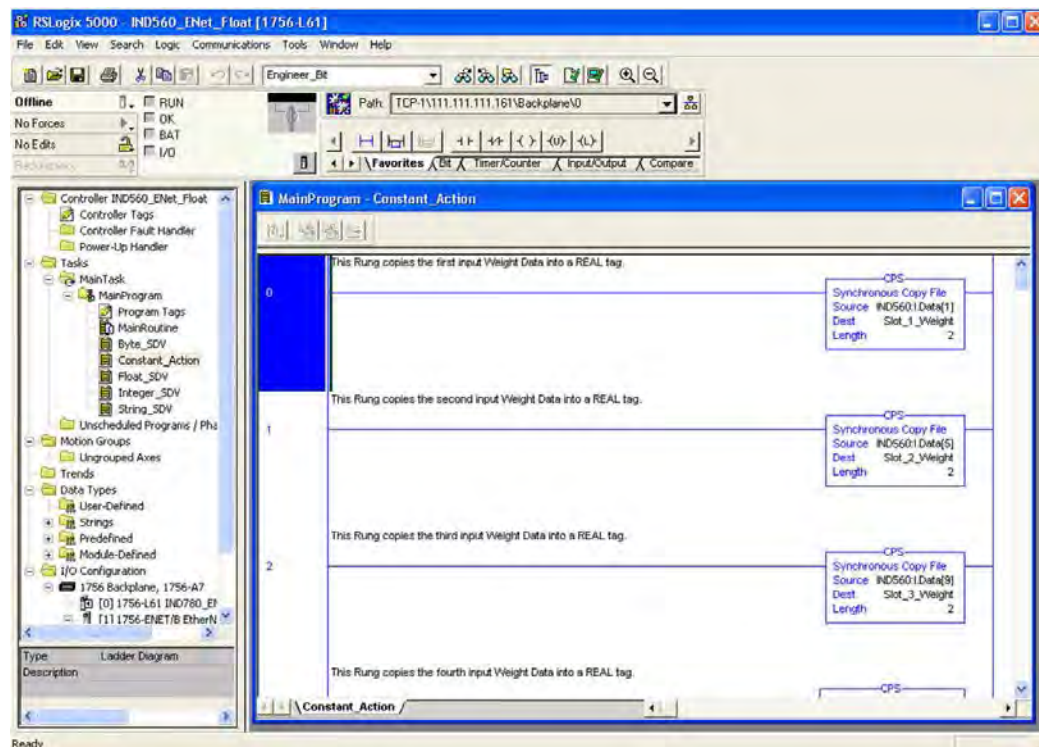 RSLogix 5000 - IND560_ENet_Float [1756-L61]
File Edit View Search Logic Communications Tools Window Help
Engineer_Bit
Offline
RUN
No Forces
OK
No Edits
BAT
I/O
Redundancy
Path: TCP-1\111.111.111.161\Backplane\0
Favorites Bit Timer/Counter Input/Output Compare
Controller IND560_ENet_Float
Controller Tags
Controller Fault Handler
Power-Up Handler
Tasks
MainTask
MainProgram
Program Tags
MainRoutine
Byte_SDV
Constant_Action
Float_SDV
Integer_SDV
String_SDV
Unscheduled Programs / Pha
Motion Groups
Ungrouped Axes
Trends
Data Types
User-Defined
Strings
Predefined
Module-Defined
I/O Configuration
1756 Backplane, 1756-A7
[0] 1756-L61 IND780_E
[1] 1756-ENET/B EtherN
Type Ladder Diagram
Description
MainProgram - Constant_Action
This Rung copies the first input Weight Data into a REAL tag.
0
CPS
Synchronous Copy File
Source IND560:I.Data[1]
Dest Slot_1_Weight
Length 2
This Rung copies the second input Weight Data into a REAL tag.
1
CPS
Synchronous Copy File
Source IND560:I.Data[5]
Dest Slot_2_Weight
Length 2
This Rung copies the third input Weight Data into a REAL tag.
2
CPS
Synchronous Copy File
Source IND560:I.Data[9]
Dest Slot_3_Weight
Length 2
This Rung copies the fourth input Weight Data into a REAL tag.
CPS
Constant_Action
Ready